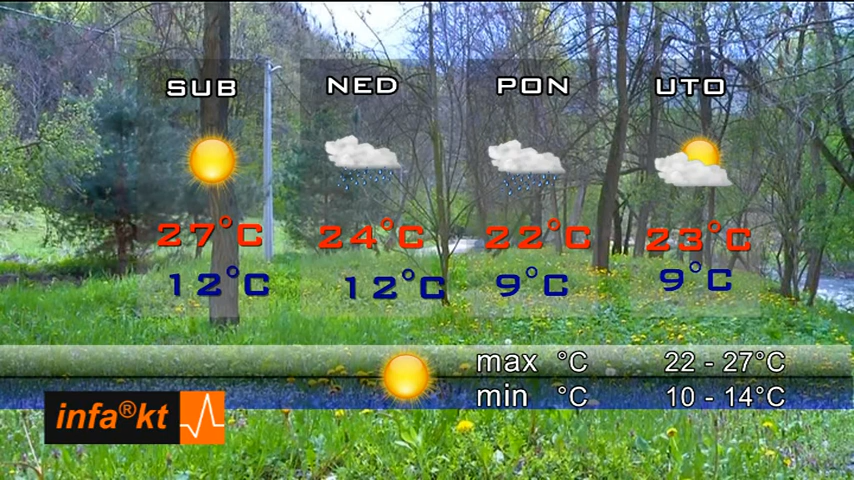 SUB NED PON UTO
27°C 24°C 22°C 23°C
12°C 12°C 9°C 9°C
max °C 22 - 27°C
min °C 10 - 14°C
infa®kt